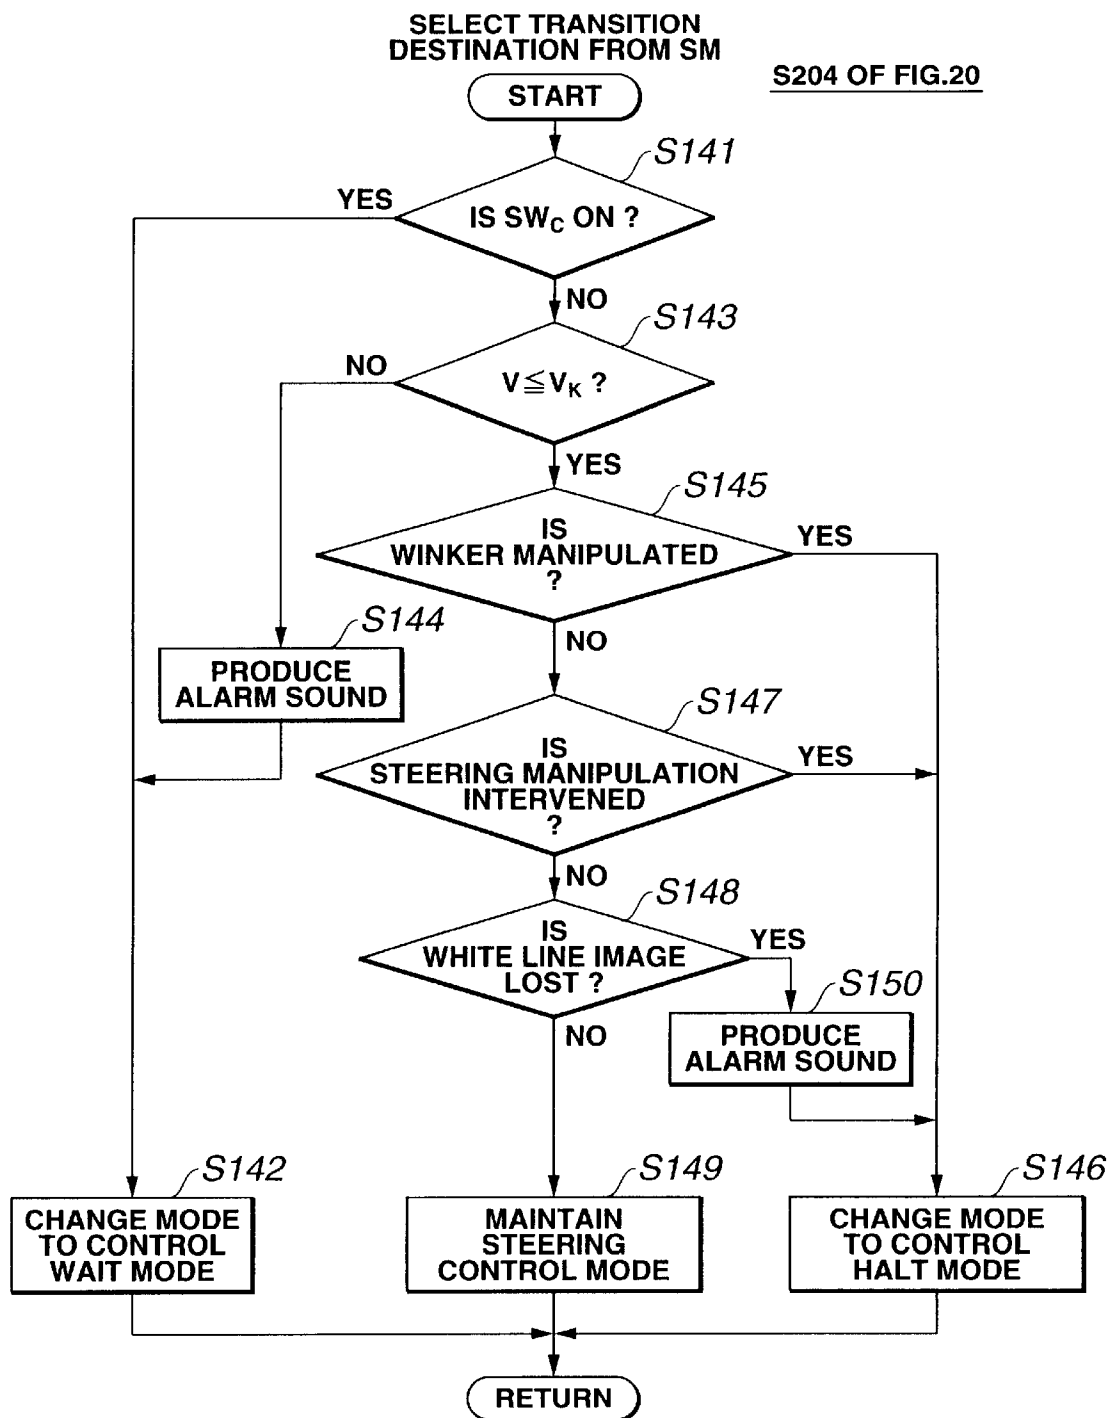 SELECT TRANSITION
DESTINATION FROM SM
S204 OF FIG.20
START
S141
YES
IS SWC ON ?
NO
S143
NO
V≦VK ?
YES
S145
IS
WINKER MANIPULATED
?
YES
NO
S144
PRODUCE
ALARM SOUND
S147
IS
STEERING MANIPULATION
INTERVENED
?
YES
NO
S148
IS
WHITE LINE IMAGE
LOST ?
YES
NO
S150
PRODUCE
ALARM SOUND
S142
CHANGE MODE
TO CONTROL
WAIT MODE
S149
MAINTAIN
STEERING
CONTROL MODE
S146
CHANGE MODE
TO CONTROL
HALT MODE
RETURN